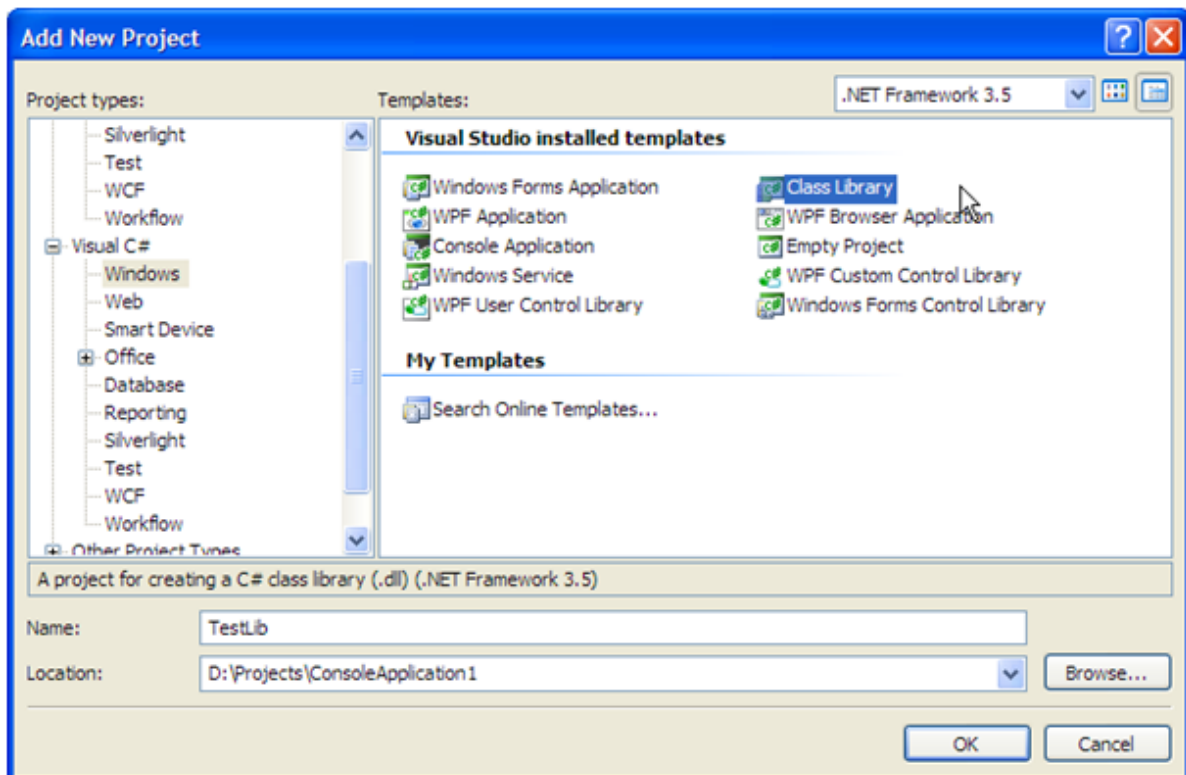 Add New Project
Project types:
Templates:
.NET Framework 3.5
Silverlight
Test
WCF
Workflow
Visual C#
Windows
Web
Smart Device
Office
Database
Reporting
Silverlight
Test
WCF
Workflow
Other Project Types
Visual Studio installed templates
Windows Forms Application
Class Library
WPF Application
WPF Browser Application
Console Application
Empty Project
Windows Service
WPF Custom Control Library
WPF User Control Library
Windows Forms Control Library
My Templates
Search Online Templates...
A project for creating a C# class library (.dll) (.NET Framework 3.5)
Name:
TestLib
Location:
D:\Projects\ConsoleApplication1
Browse...
OK
Cancel